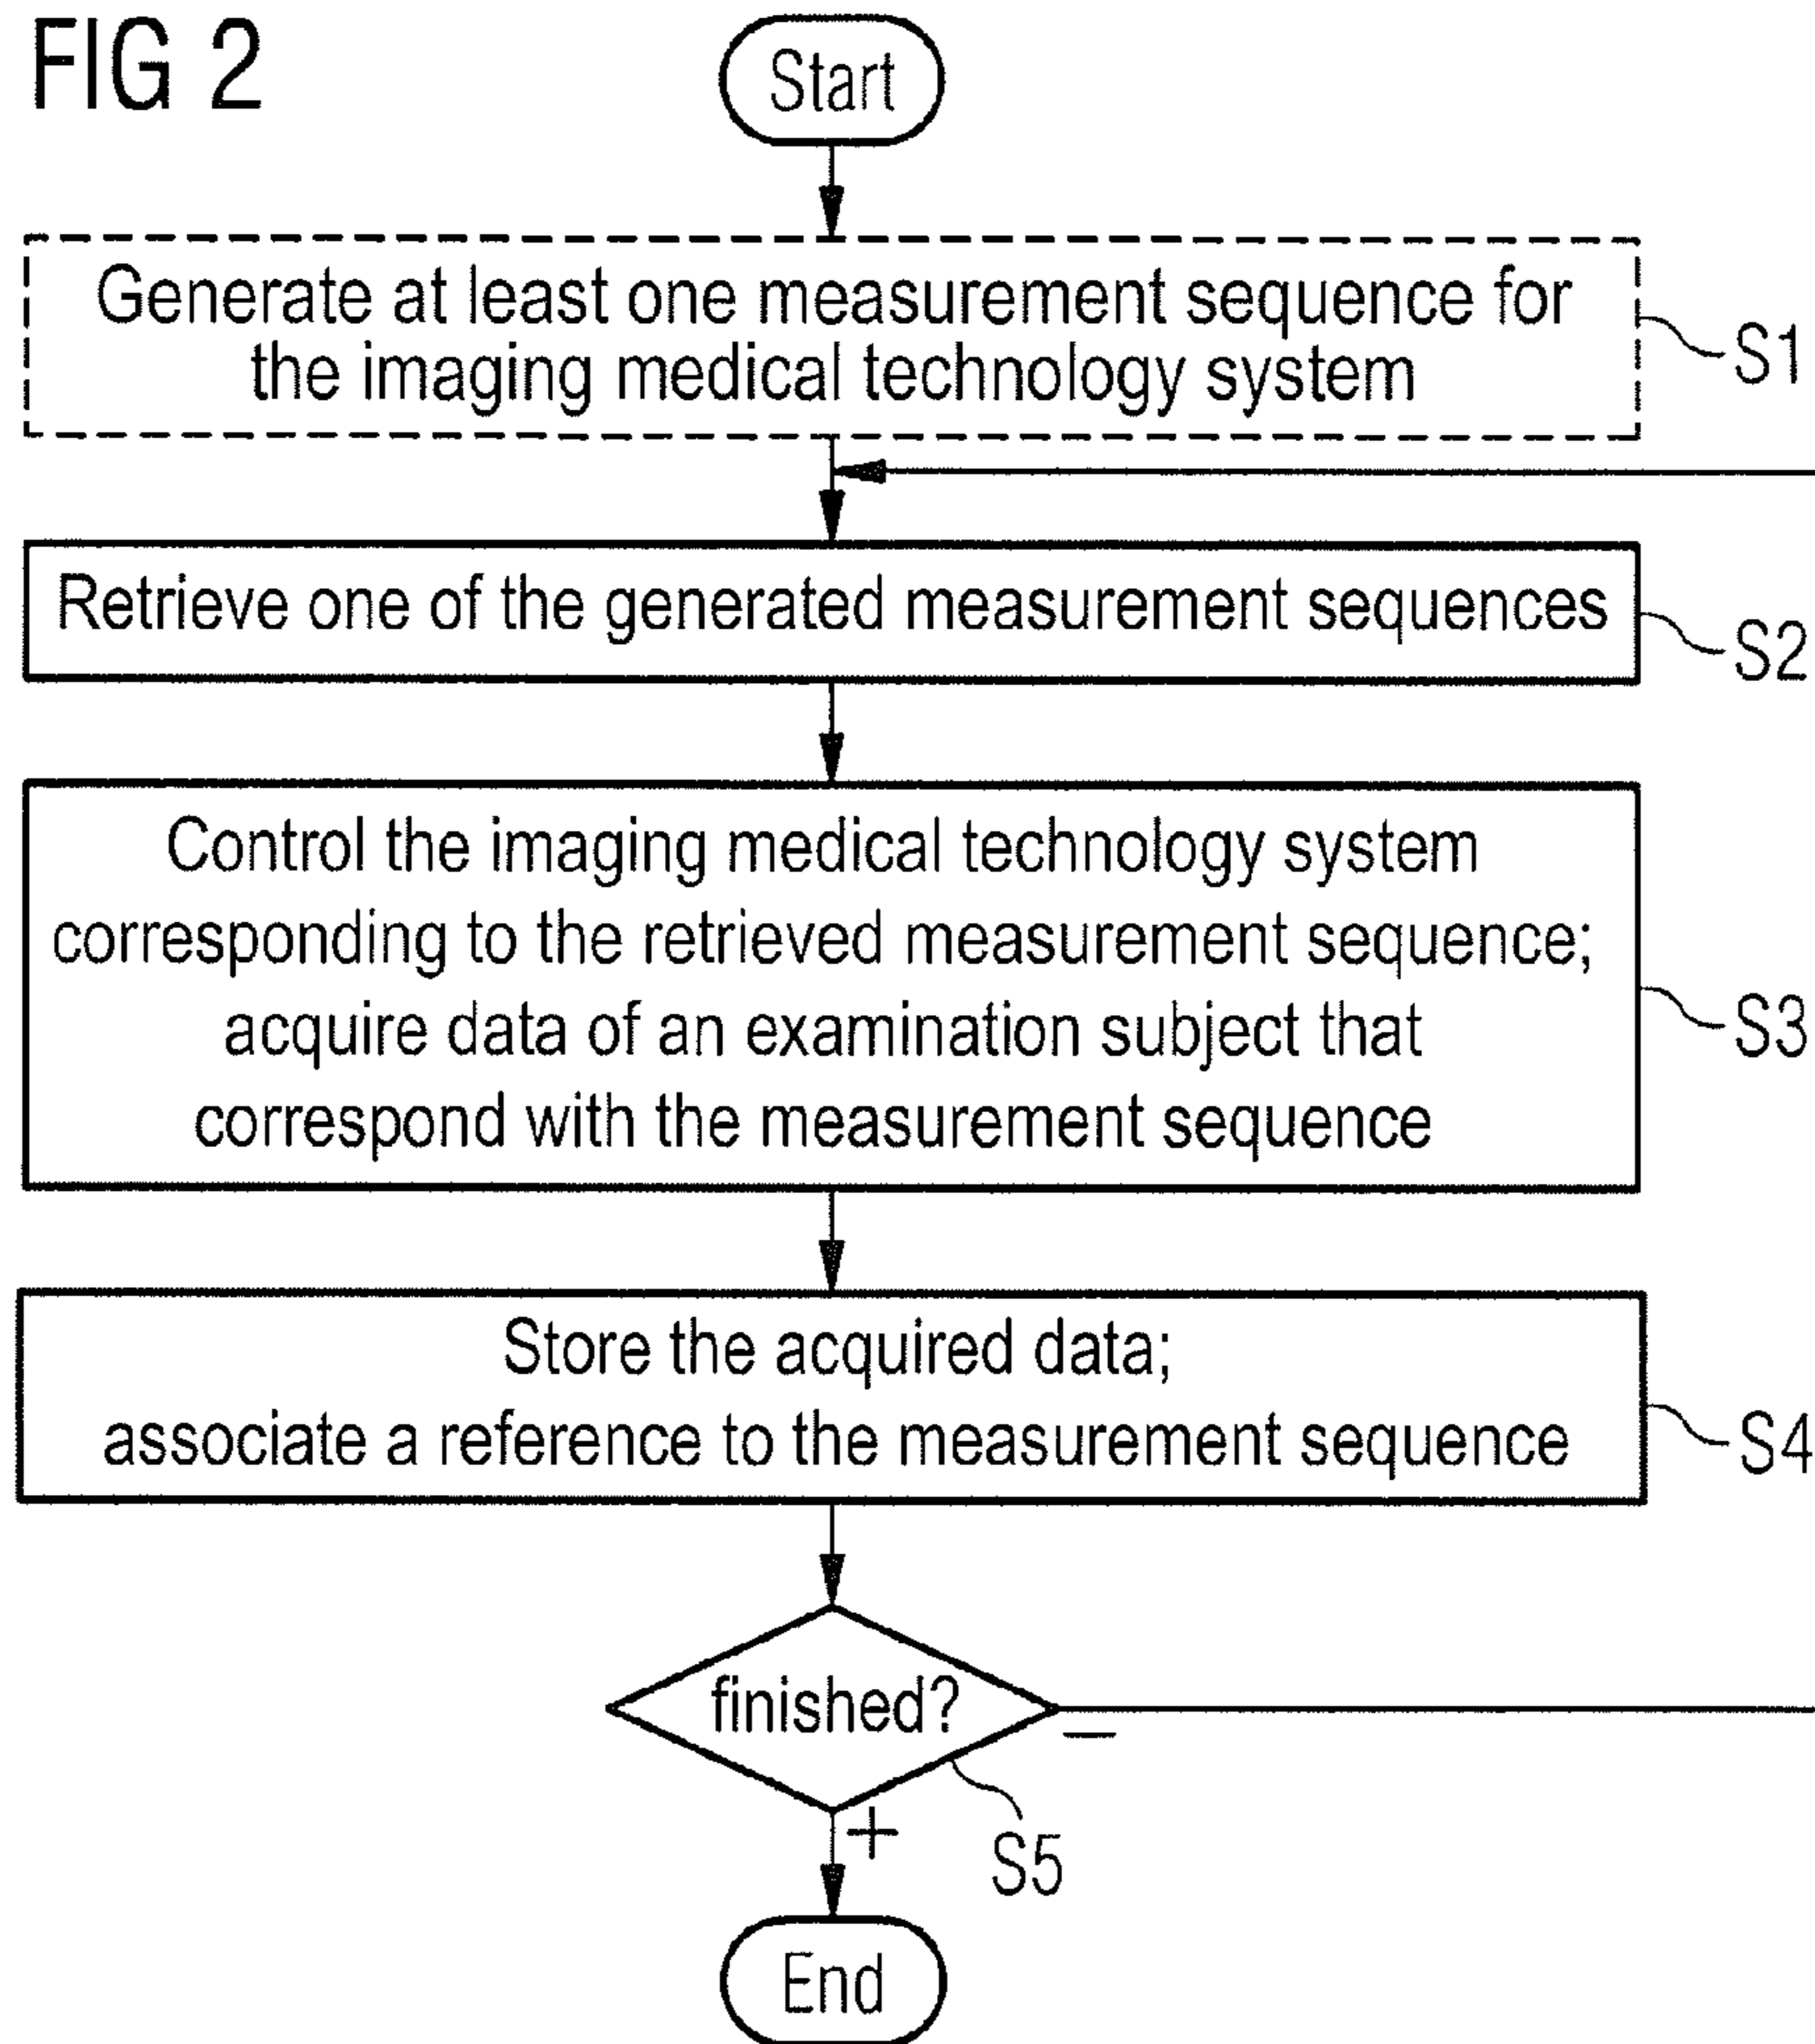 FIG 2
Start
Generate at least one measurement sequence for
the imaging medical technology system
S1
Retrieve one of the generated measurement sequences
S2
Control the imaging medical technology system
corresponding to the retrieved measurement sequence;
acquire data of an examination subject that
correspond with the measurement sequence
S3
Store the acquired data;
associate a reference to the measurement sequence
S4
finished?
–
+
S5
End